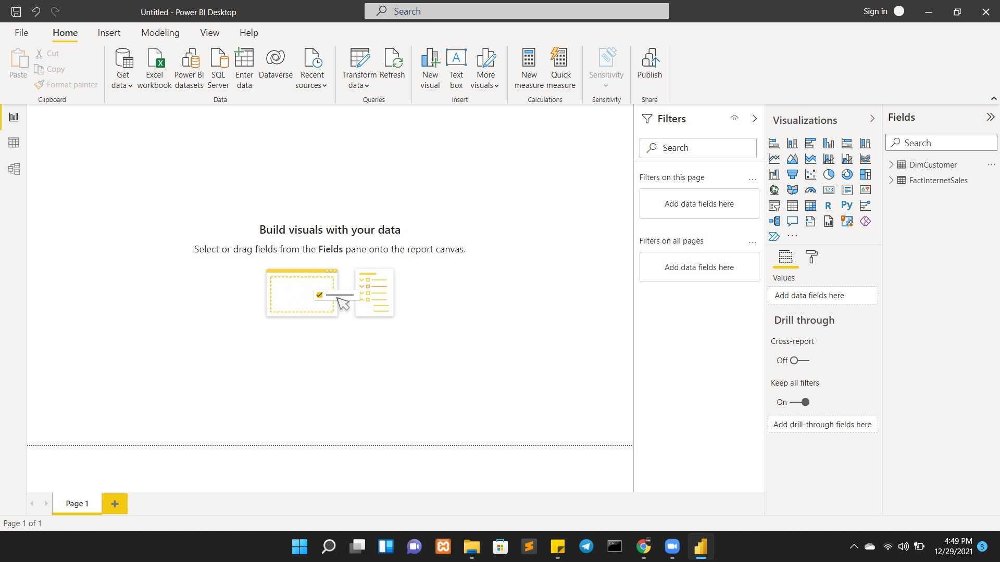 Untitled - Power BI Desktop
Search
Sign in
File Home Insert Modeling View Help
Paste
Cut
Copy
Format painter
Clipboard
Get data
Excel workbook
Power BI datasets
SQL Server
Enter data
Dataverse
Recent sources
Data
Transform data
Refresh
Queries
New visual
Text box
More visuals
Insert
New measure
Quick measure
Calculations
Sensitivity
Sensitivity
Publish
Share
Build visuals with your data
Select or drag fields from the Fields pane onto the report canvas.
Filters
Search
Filters on this page ...
Add data fields here
Filters on all pages ...
Add data fields here
Visualizations
123
R
Py
...
Values
Add data fields here
Drill through
Cross-report
Off
Keep all filters
On
Add drill-through fields here
Fields
Search
DimCustomer ...
FactInternetSales
Page 1
Page 1 of 1
4:49 PM
12/29/2021
3